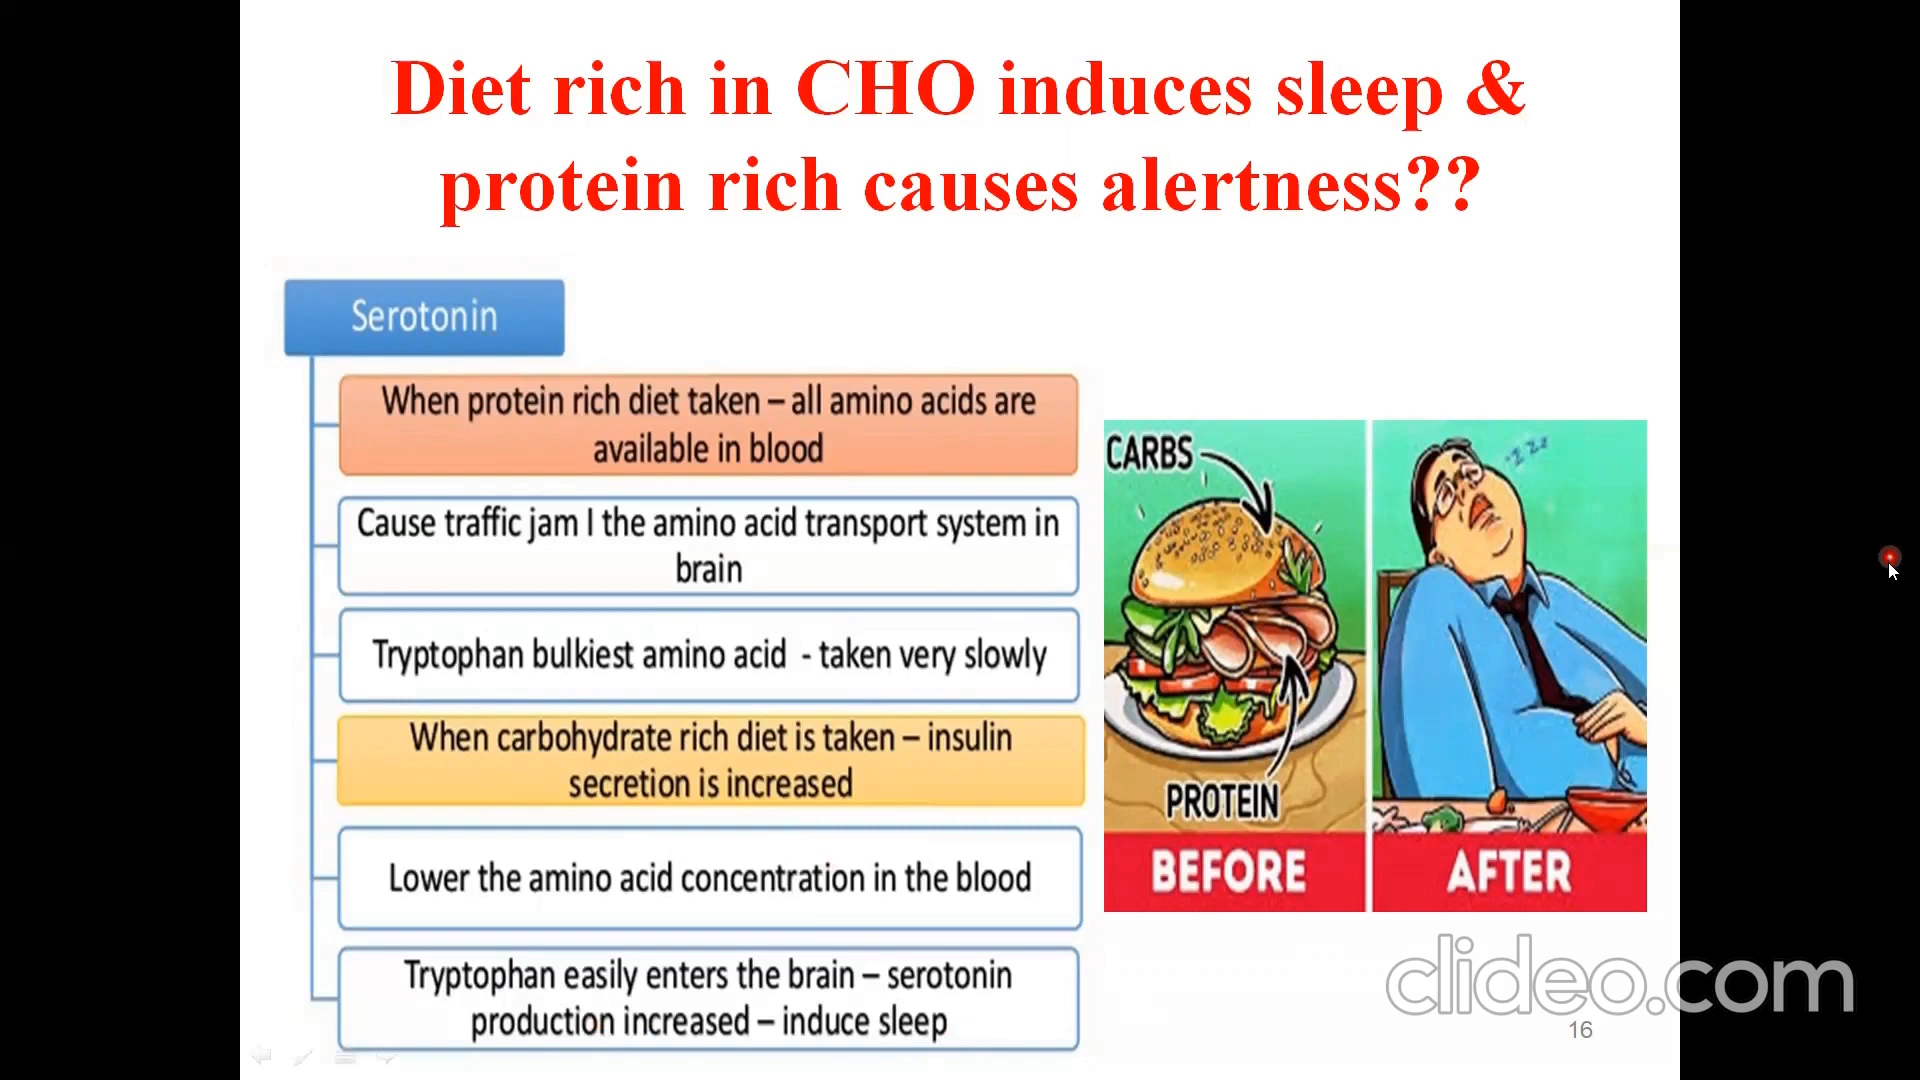 Diet rich in CHO induces sleep &
protein rich causes alertness??
Serotonin
When protein rich diet taken – all amino acids are
available in blood
Cause traffic jam I the amino acid transport system in
brain
Tryptophan bulkiest amino acid - taken very slowly
When carbohydrate rich diet is taken – insulin
secretion is increased
Lower the amino acid concentration in the blood
Tryptophan easily enters the brain – serotonin
production increased – induce sleep
CARBS
PROTEIN
BEFORE
zzz
AFTER
clideo.com
16